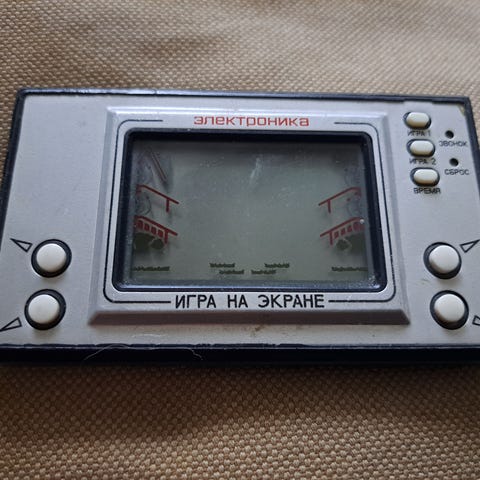 электроника
ИГРА 1
ЗВОНОК
ИГРА 2
СБРОС
ВРЕМЯ
ИГРА НА ЭКРАНЕ